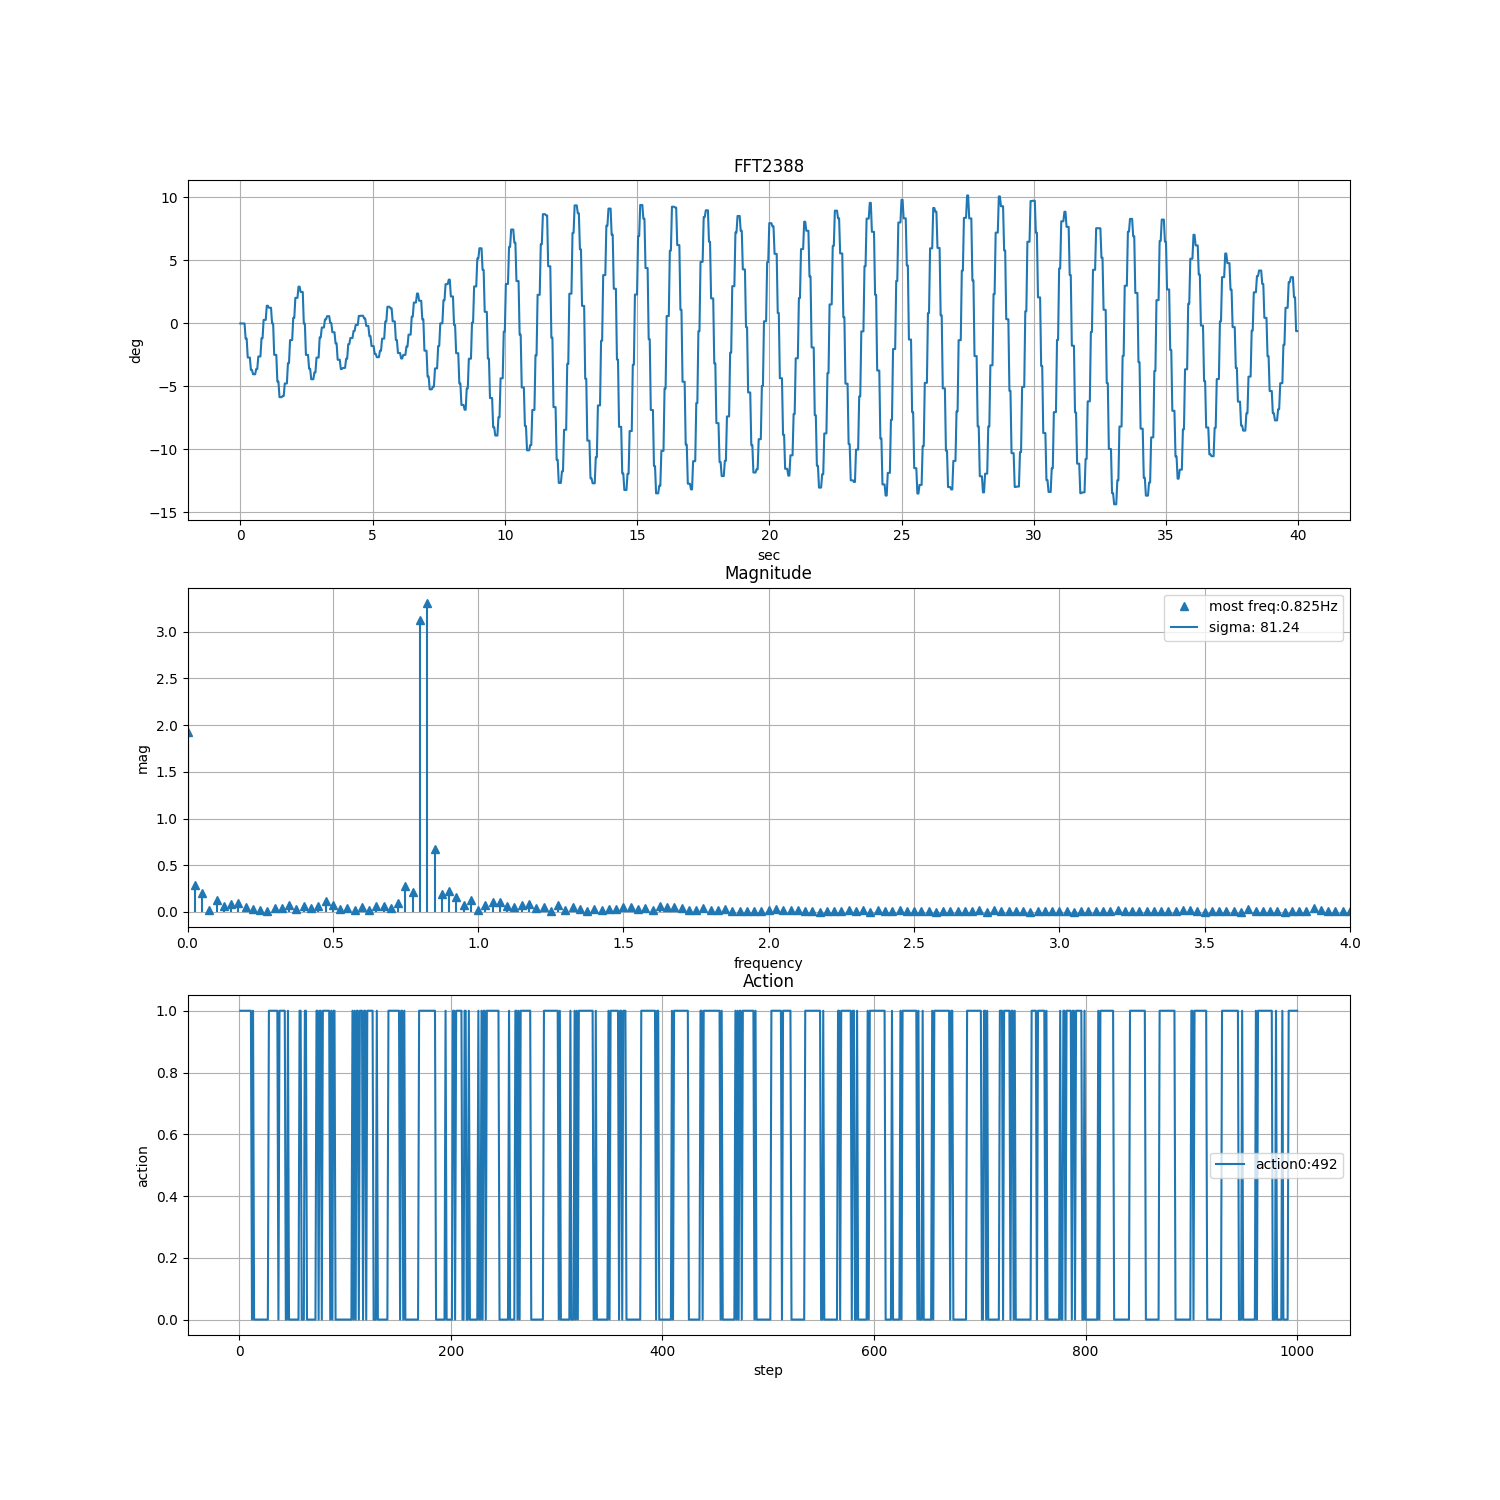 FFT2388
10
5
0
−5
−10
−15
deg
0 5 10 15 20 25 30 35 40
sec
Magnitude
most freq:0.825Hz
sigma: 81.24
3.0
2.5
2.0
1.5
1.0
0.5
0.0
mag
0.0 0.5 1.0 1.5 2.0 2.5 3.0 3.5 4.0
frequency
Action
1.0
0.8
0.6
0.4
0.2
0.0
action
action0:492
0 200 400 600 800 1000
step